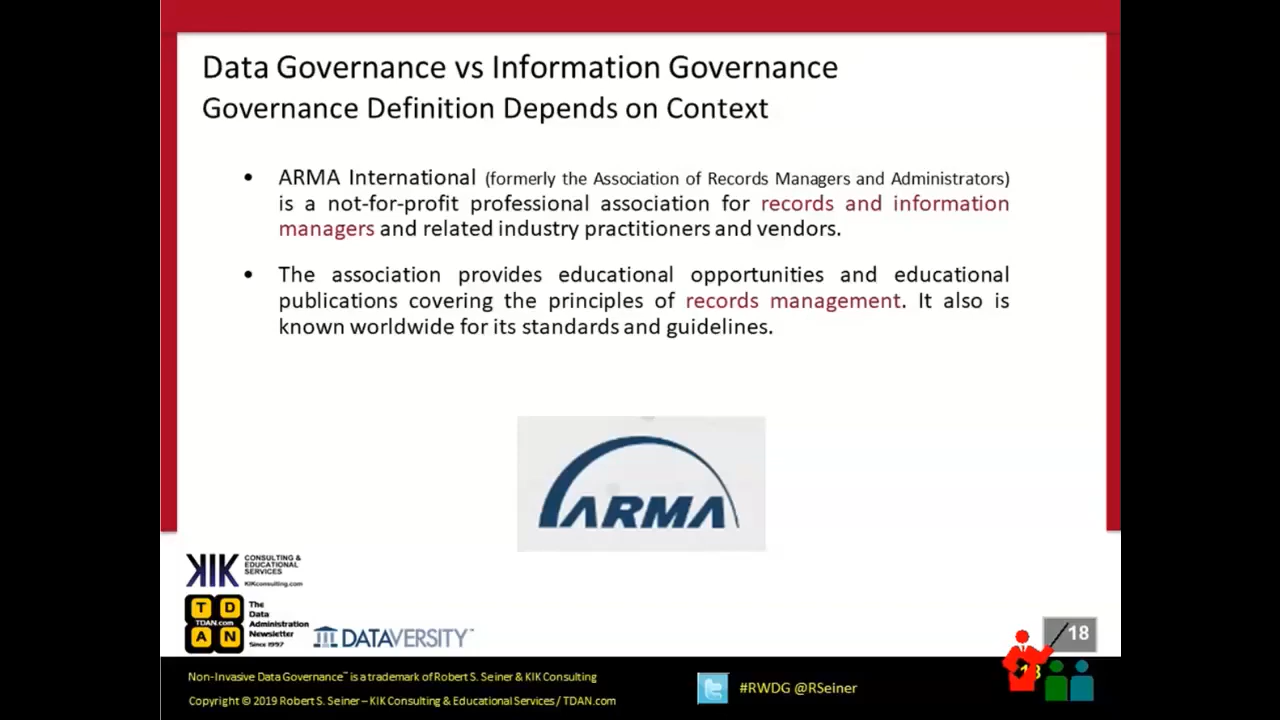 Data Governance vs Information Governance
Governance Definition Depends on Context
• ARMA International (formerly the Association of Records Managers and Administrators)
is a not-for-profit professional association for records and information
managers and related industry practitioners and vendors.
• The association provides educational opportunities and educational
publications covering the principles of records management. It also is
known worldwide for its standards and guidelines.
ARMA
KIK CONSULTING &
EDUCATIONAL
SERVICES
KIKconsulting.com
T D
TDAN.com
A N
The
Data
Administration
Newsletter
Since 1997
DATAVERSITY™
18
Non-Invasive Data Governance™ is a trademark of Robert S. Seiner & KIK Consulting
Copyright © 2019 Robert S. Seiner – KIK Consulting & Educational Services / TDAN.com
#RWDG @RSeiner